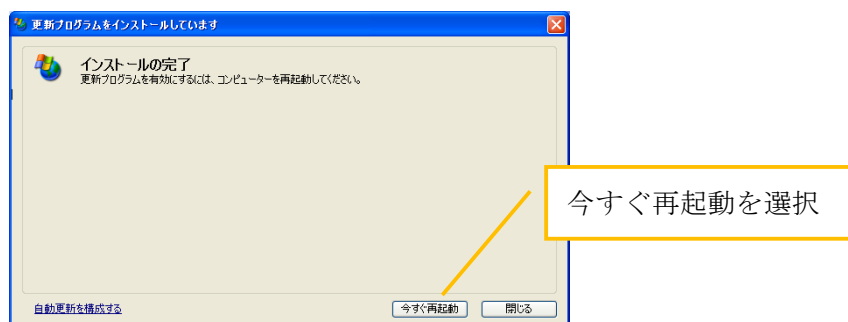 更新プログラムをインストールしています
インストールの完了
更新プログラムを有効にするには、コンピューターを再起動してください。
今すぐ再起動を選択
自動更新を構成する
今すぐ再起動
閉じる